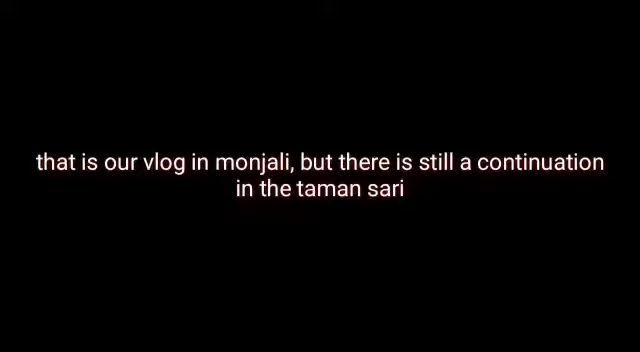 that is our vlog in monjali, but there is still a continuation
in the taman sari